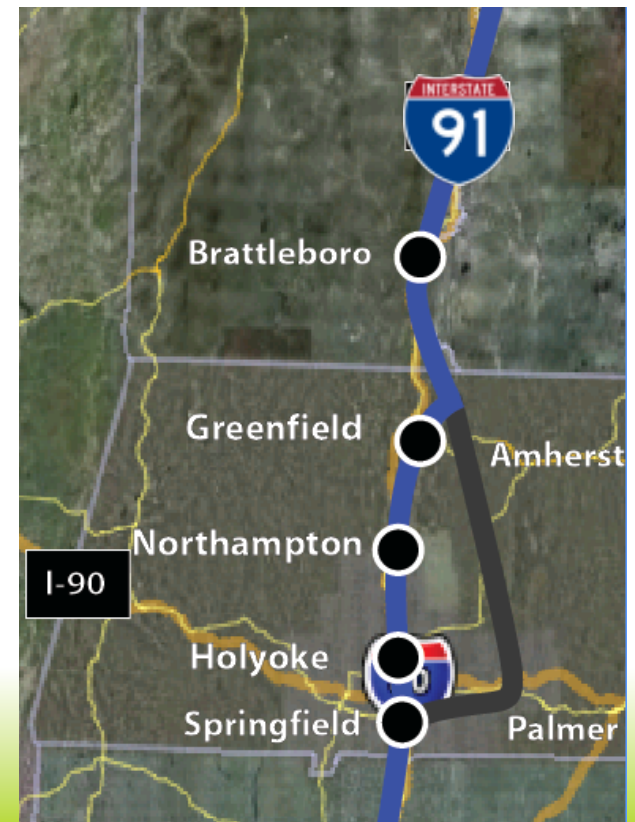 INTERSTATE
91
Brattleboro
Greenfield
Amherst
Northampton
I-90
Holyoke
Springfield
Palmer